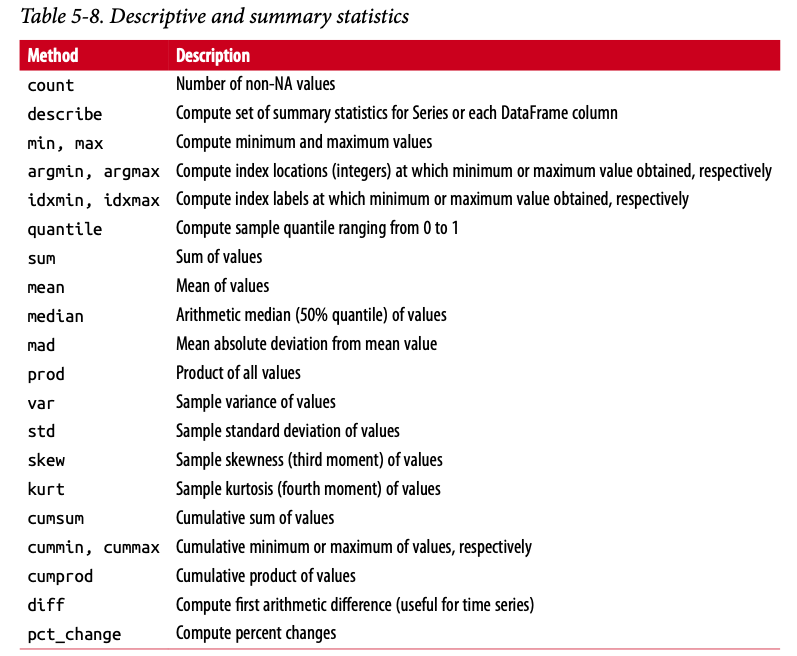 Table 5-8. Descriptive and summary statistics
Method Description
count Number of non-NA values
describe Compute set of summary statistics for Series or each DataFrame column
min, max Compute minimum and maximum values
argmin, argmax Compute index locations (integers) at which minimum or maximum value obtained, respectively
idxmin, idxmax Compute index labels at which minimum or maximum value obtained, respectively
quantile Compute sample quantile ranging from 0 to 1
sum Sum of values
mean Mean of values
median Arithmetic median (50% quantile) of values
mad Mean absolute deviation from mean value
prod Product of all values
var Sample variance of values
std Sample standard deviation of values
skew Sample skewness (third moment) of values
kurt Sample kurtosis (fourth moment) of values
cumsum Cumulative sum of values
cummin, cummax Cumulative minimum or maximum of values, respectively
cumprod Cumulative product of values
diff Compute first arithmetic difference (useful for time series)
pct_change Compute percent changes